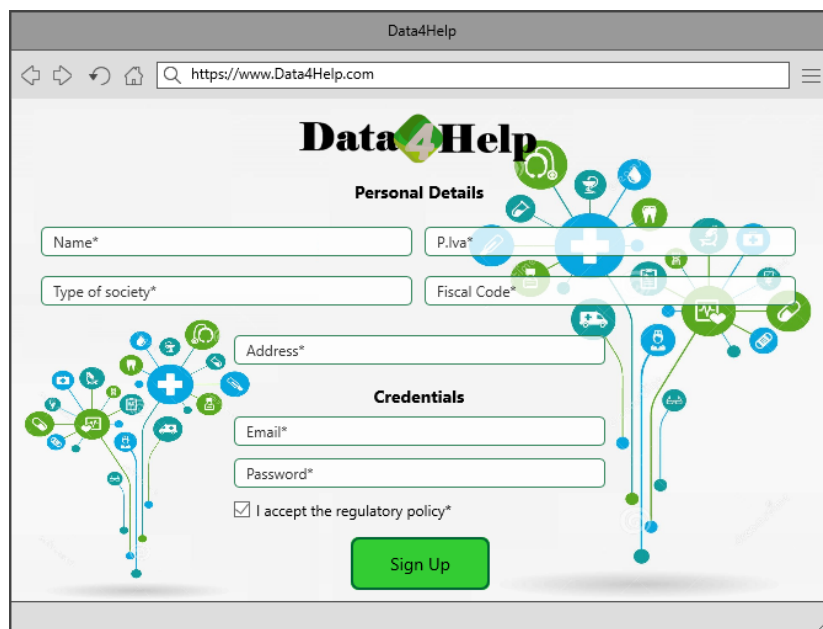 Data4Help
https://www.Data4Help.com
Data4Help
Personal Details
Name*
P.Iva*
Type of society*
Fiscal Code*
Address*
Credentials
Email*
Password*
I accept the regulatory policy*
Sign Up